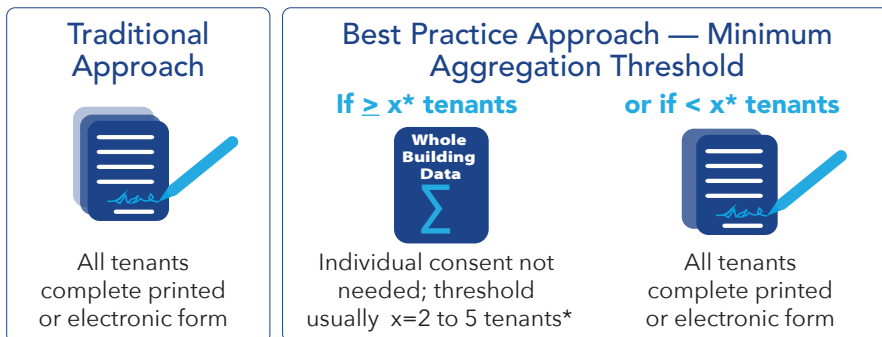 Traditional
Approach
All tenants
complete printed
or electronic form
Best Practice Approach — Minimum
Aggregation Threshold
If ≥ x* tenants
Whole
Building
Data
∑
Individual consent not
needed; threshold
usually x=2 to 5 tenants*
or if < x* tenants
All tenants
complete printed
or electronic form